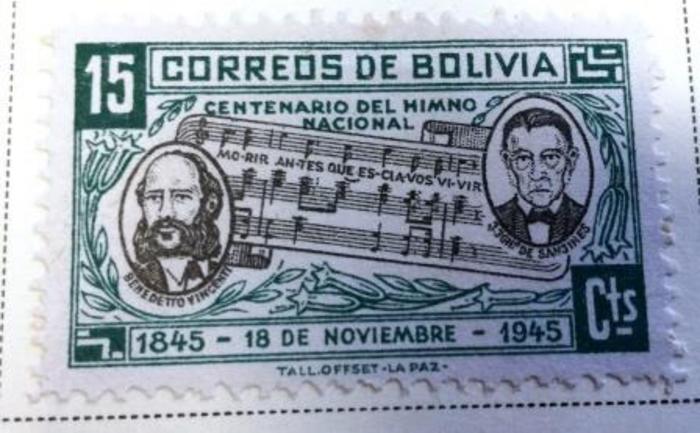 15
CORREOS DE BOLIVIA
CENTENARIO DEL HIMNO
NACIONAL
MO-RIR AN-TES QUE ES-CLA-VOS VI-VIR
BENEDETTO VINCENTI
DE SANJINES
Cts
1845 - 18 DE NOVIEMBRE - 1945
TALL. OFFSET - LA PAZ -